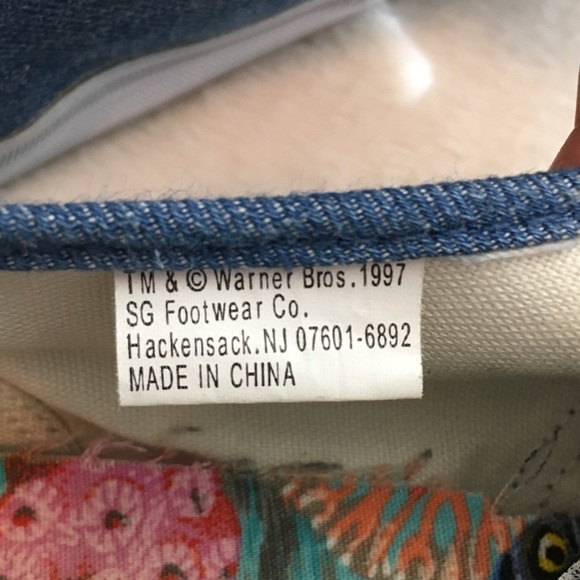 TM & © Warner Bros.1997
SG Footwear Co.
Hackensack.NJ 07601-6892
MADE IN CHINA